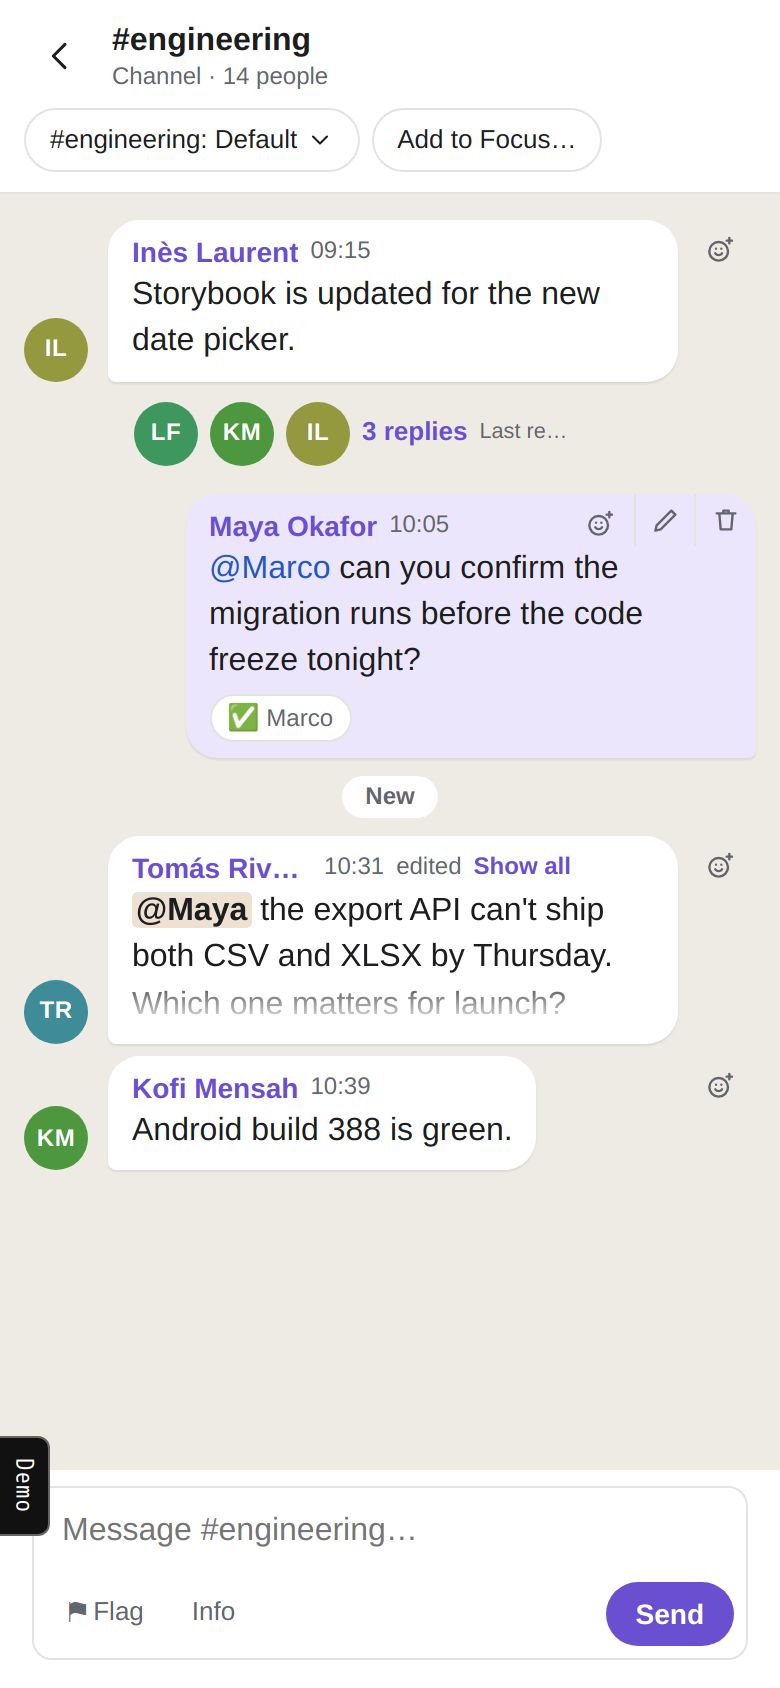 #engineering
Channel · 14 people
#engineering: Default
Add to Focus…
Inès Laurent 09:15
Storybook is updated for the new
date picker.
IL
LF KM IL 3 replies Last re…
Maya Okafor 10:05
@Marco can you confirm the
migration runs before the code
freeze tonight?
✅ Marco
New
Tomás Riv… 10:31 edited Show all
@Maya the export API can't ship
both CSV and XLSX by Thursday.
Which one matters for launch?
TR
Kofi Mensah 10:39
Android build 388 is green.
KM
Demo
Message #engineering…
Flag Info Send